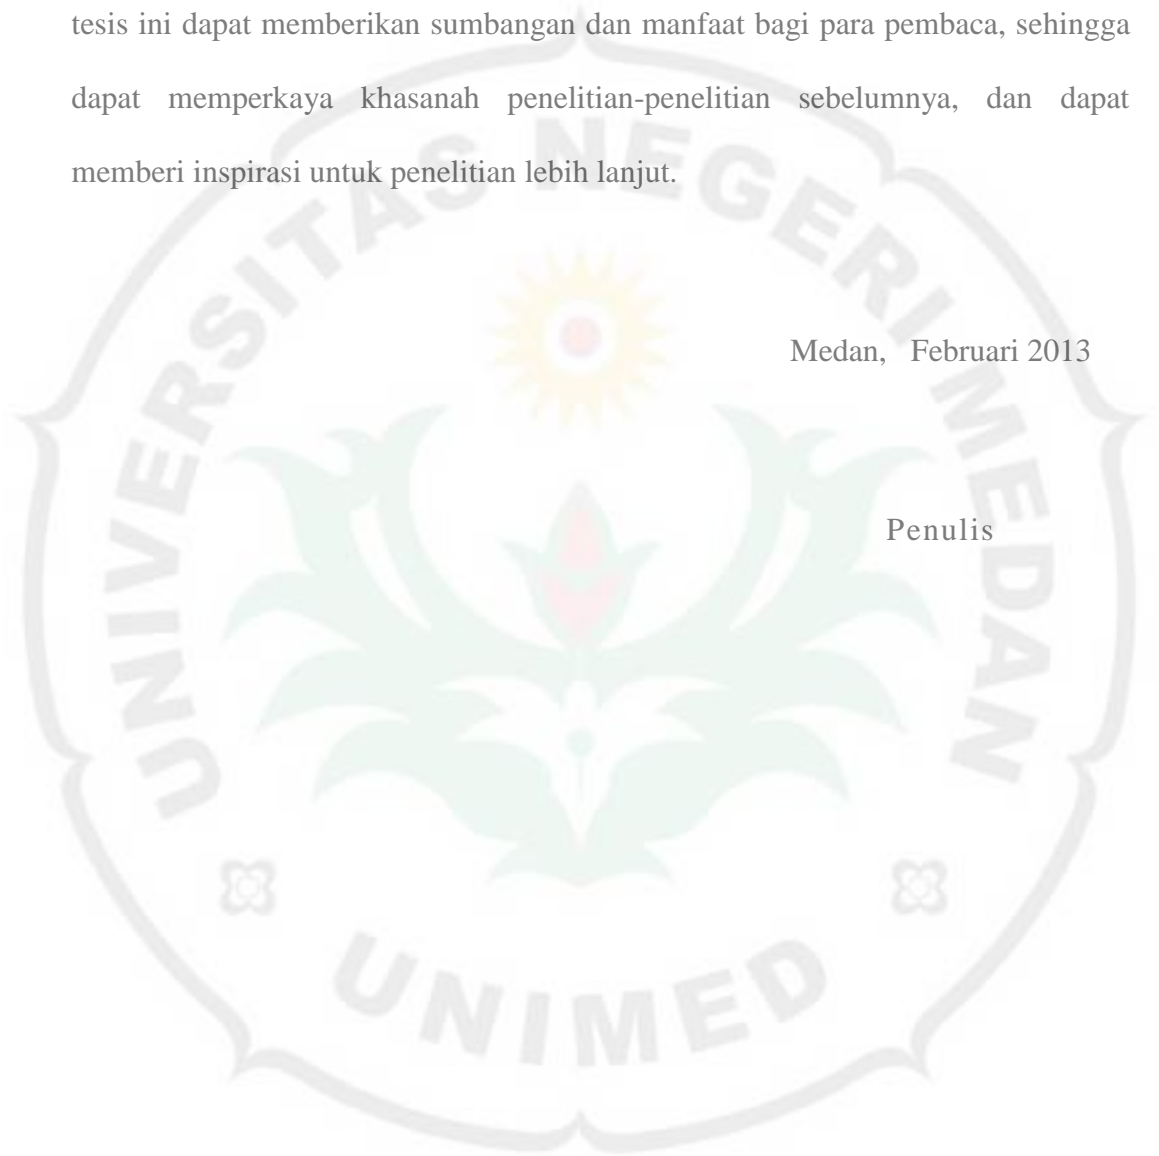 tesis ini dapat memberikan sumbangan dan manfaat bagi para pembaca, sehingga
dapat memperkaya khasanah penelitian-penelitian sebelumnya, dan dapat
memberi inspirasi untuk penelitian lebih lanjut.
Medan, Februari 2013
Penulis
UNIVERSITAS NEGERI MEDAN
UNIMED